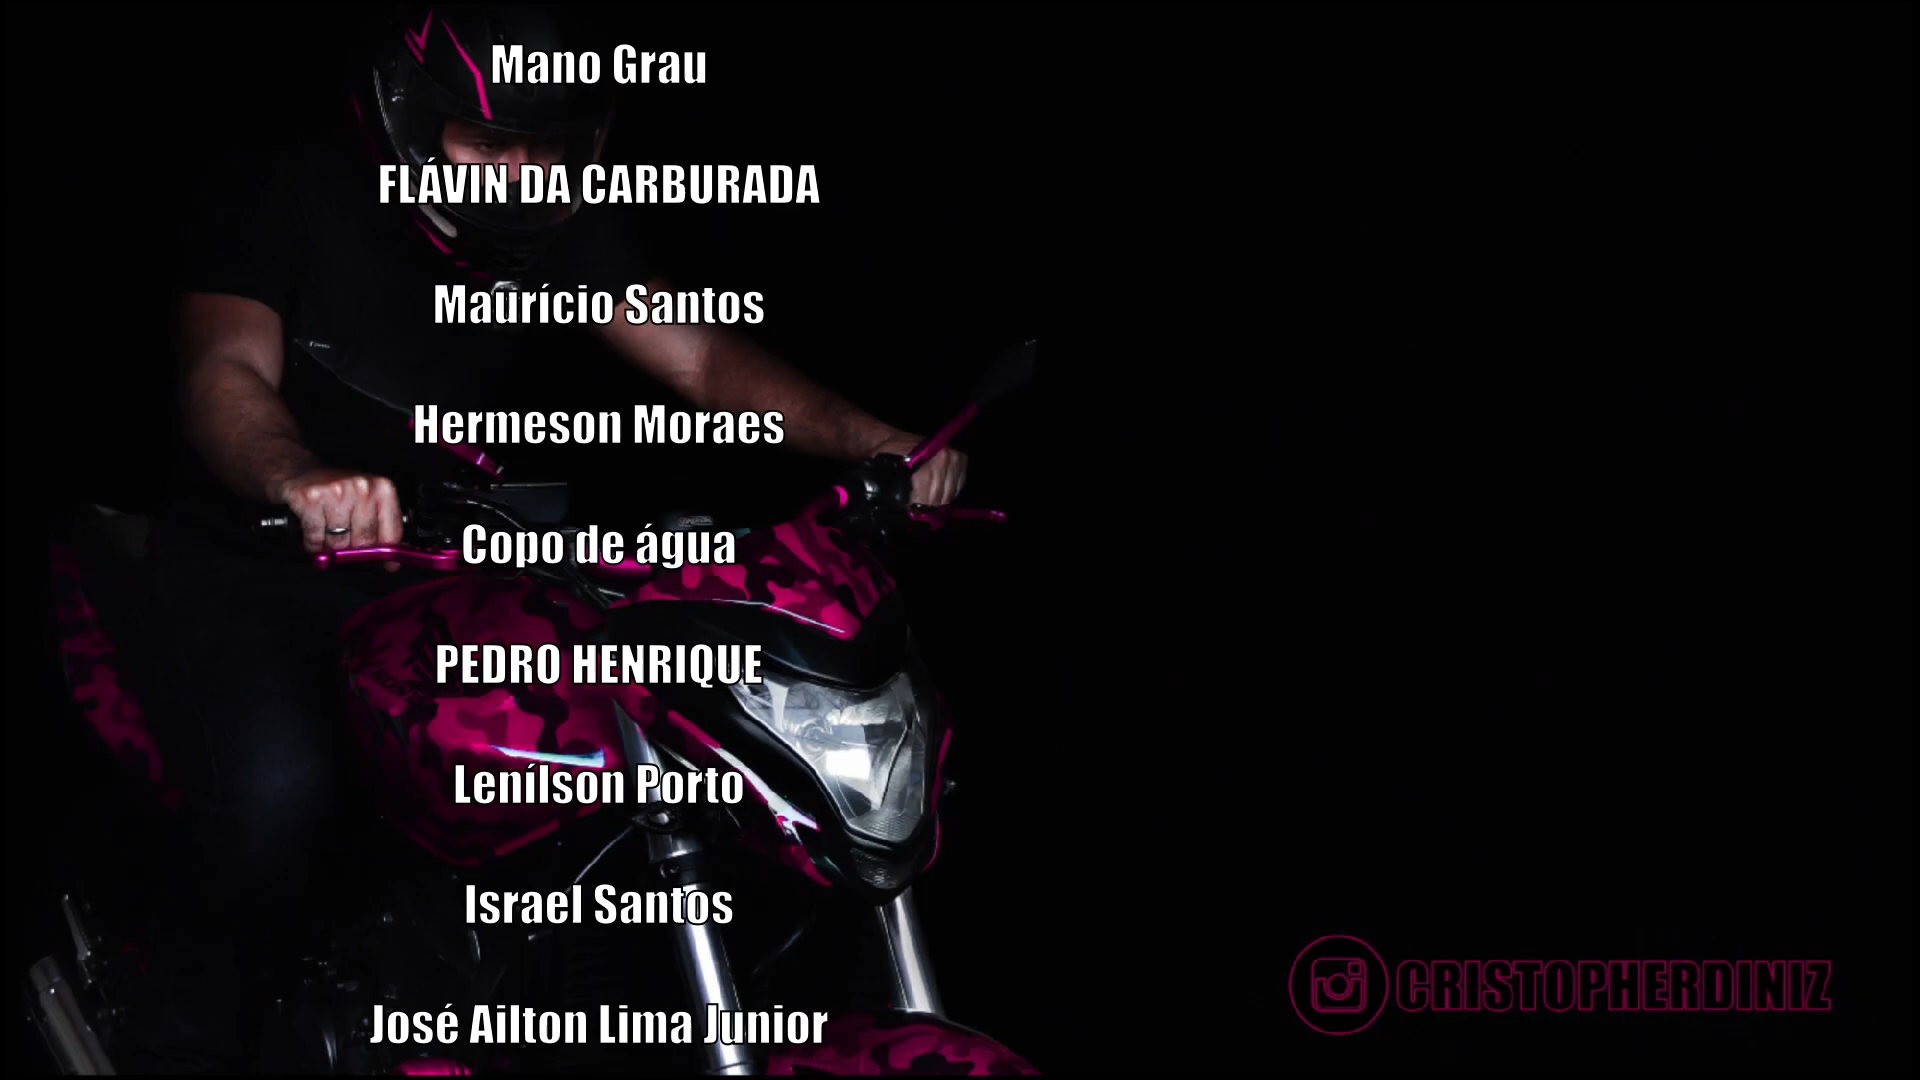 Mano Grau
FLÁVIN DA CARBURADA
Maurício Santos
Hermeson Moraes
Copo de água
PEDRO HENRIQUE
Lenílson Porto
Israel Santos
José Ailton Lima Junior
CRISTOPHERDINIZ